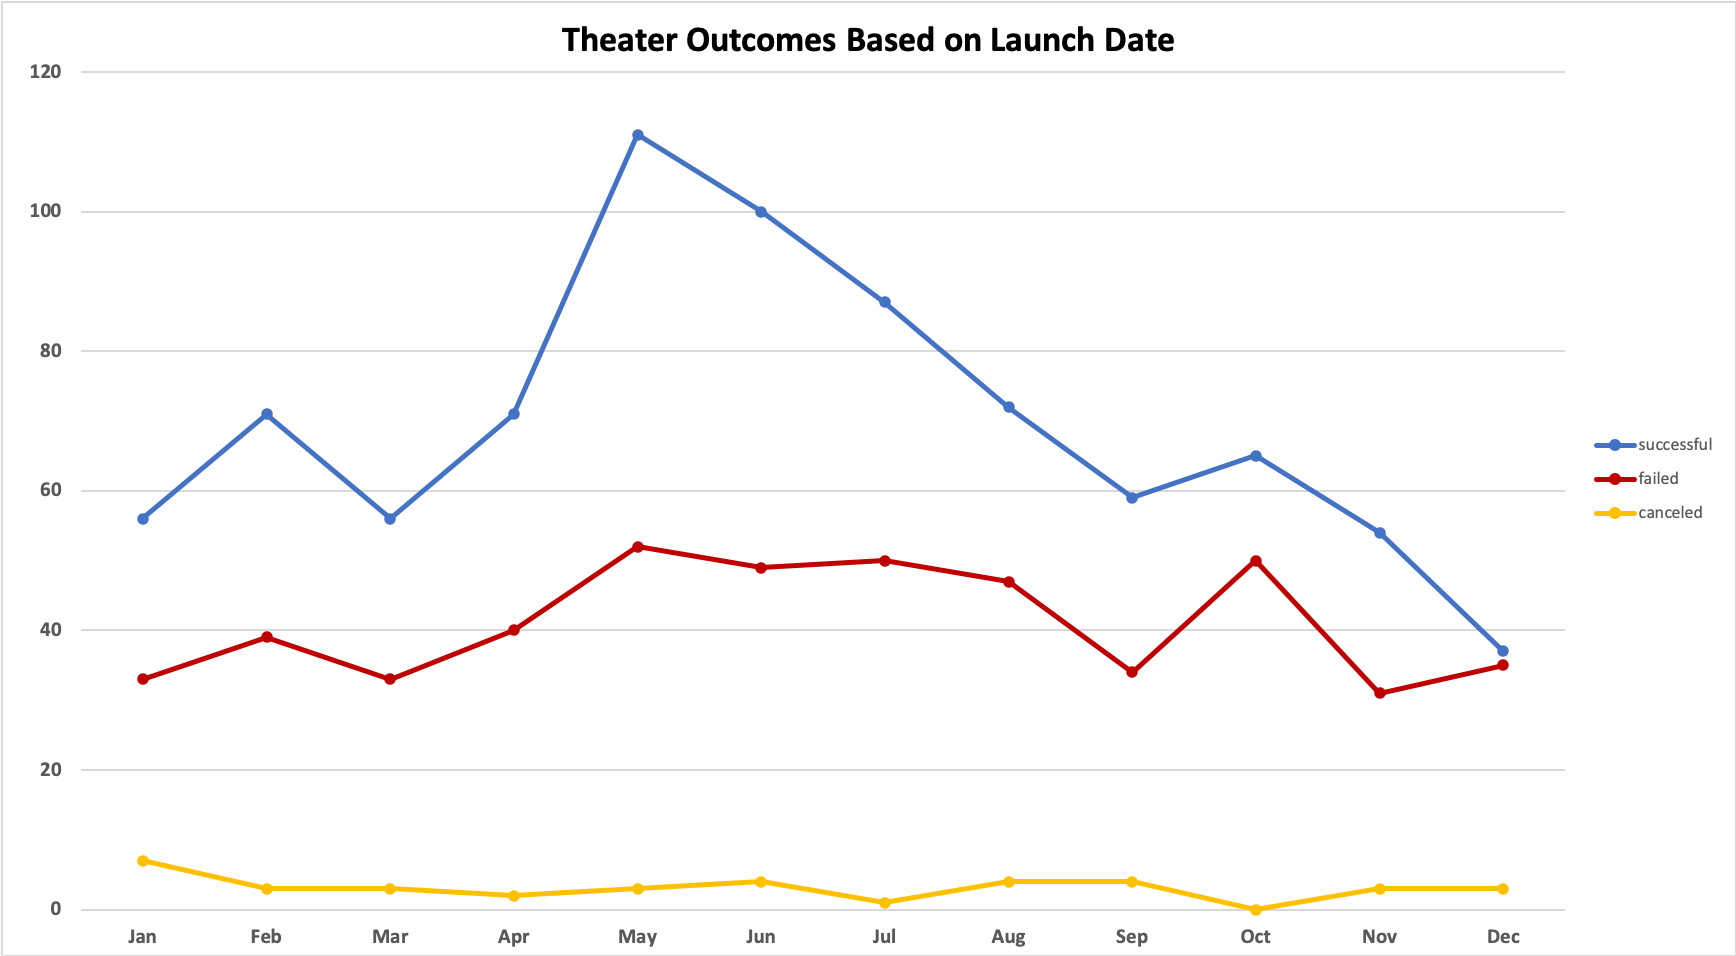 Theater Outcomes Based on Launch Date
120
100
80
60
40
20
0
Jan Feb Mar Apr May Jun Jul Aug Sep Oct Nov Dec
successful
failed
canceled